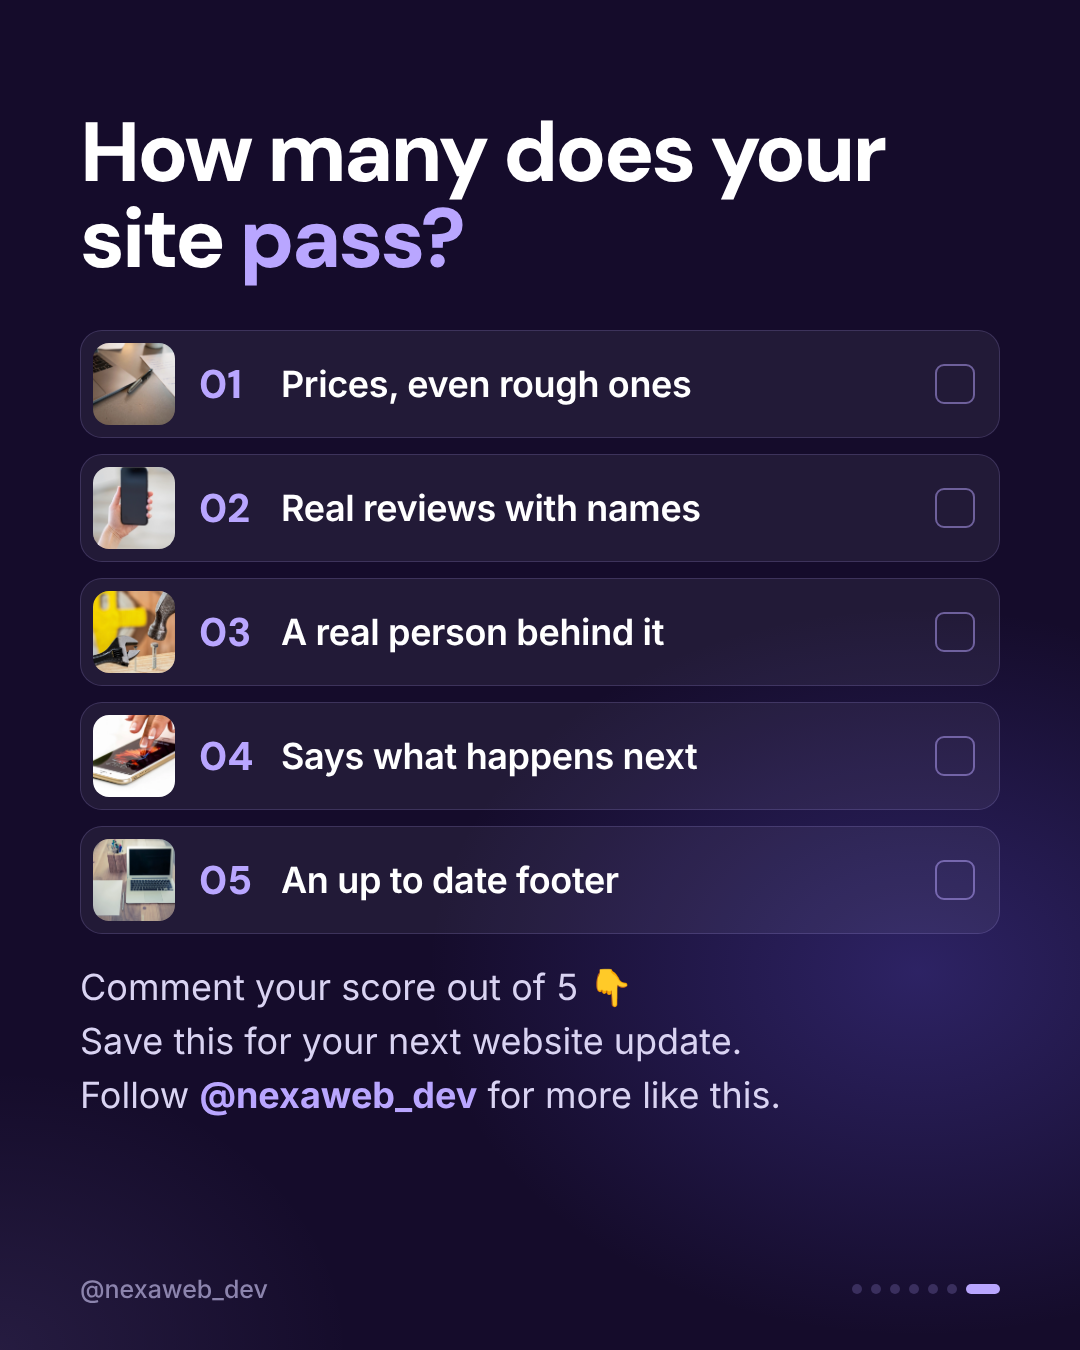 How many does your
site pass?
01 Prices, even rough ones
02 Real reviews with names
03 A real person behind it
04 Says what happens next
05 An up to date footer
Comment your score out of 5 👇
Save this for your next website update.
Follow @nexaweb_dev for more like this.
@nexaweb_dev